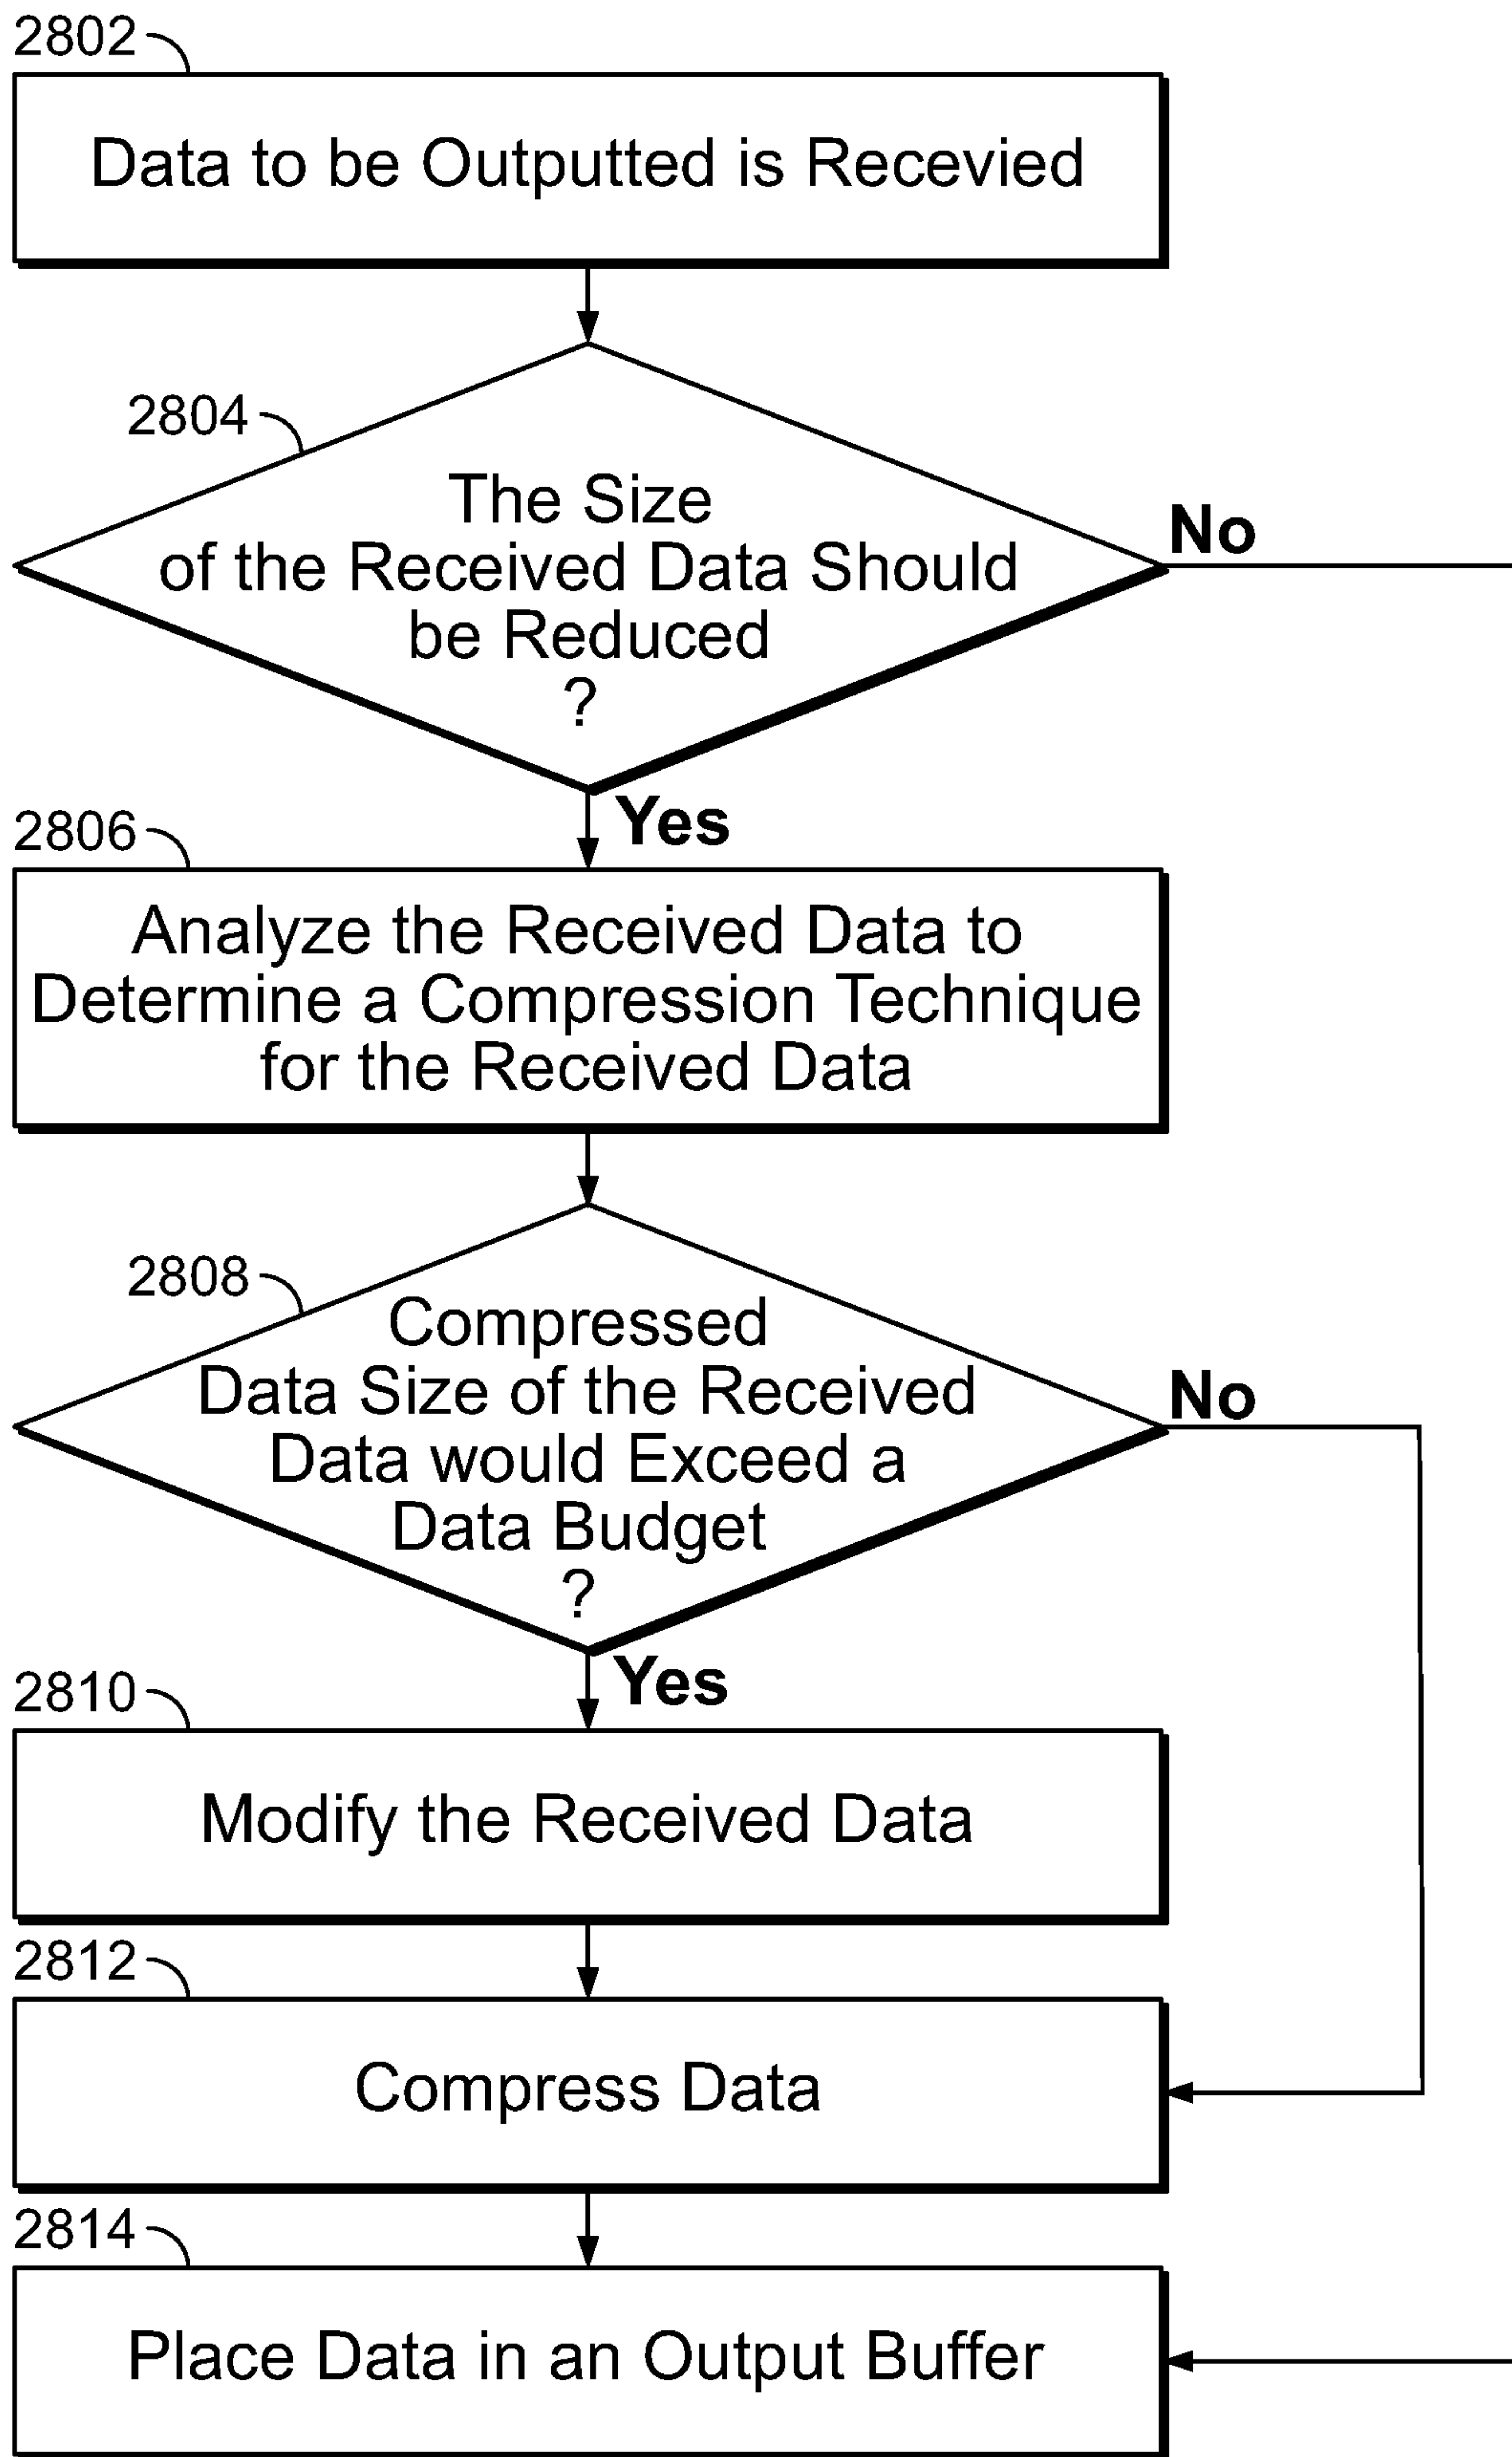 2802
Data to be Outputted is Recevied
2804
The Size
of the Received Data Should
be Reduced
?
No
Yes
2806
Analyze the Received Data to
Determine a Compression Technique
for the Received Data
2808
Compressed
Data Size of the Received
Data would Exceed a
Data Budget
?
No
Yes
2810
Modify the Received Data
2812
Compress Data
2814
Place Data in an Output Buffer